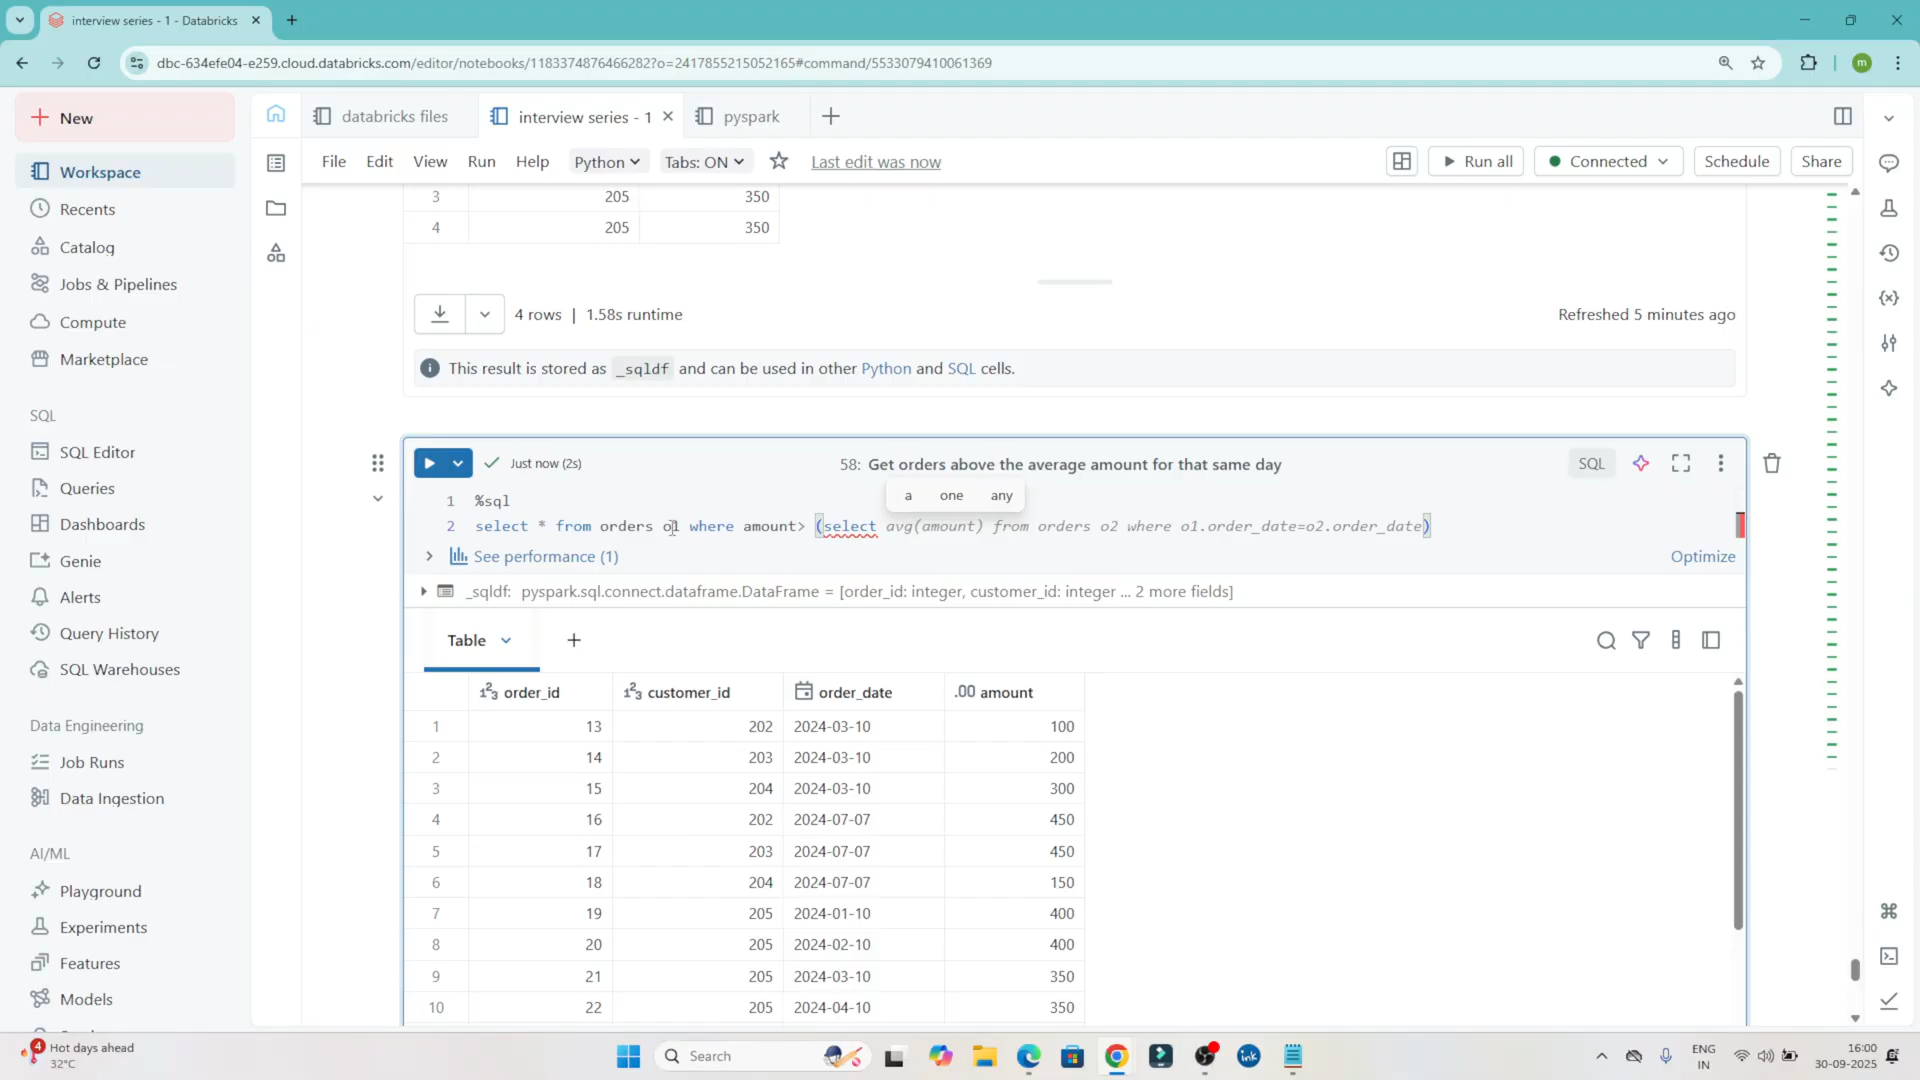 interview series - 1 - Databricks
dbc-634efe04-e259.cloud.databricks.com/editor/notebooks/1183374876466282?o=2417855215052165#command/5533079410061369
m
New
Workspace
Recents
Catalog
Jobs & Pipelines
Compute
Marketplace
SQL
SQL Editor
Queries
Dashboards
Genie
Alerts
Query History
SQL Warehouses
Data Engineering
Job Runs
Data Ingestion
AI/ML
Playground
Experiments
Features
Models
databricks files
interview series - 1
pyspark
File Edit View Run Help Python Tabs: ON Last edit was now
Run all Connected Schedule Share
3 205 350
4 205 350
4 rows | 1.58s runtime
Refreshed 5 minutes ago
This result is stored as _sqldf and can be used in other Python and SQL cells.
Just now (2s)
58: Get orders above the average amount for that same day
SQL
a one any
1 %sql
2 select * from orders o1 where amount> (select avg(amount) from orders o2 where o1.order_date=o2.order_date)
See performance (1)
Optimize
_sqldf: pyspark.sql.connect.dataframe.DataFrame = [order_id: integer, customer_id: integer ... 2 more fields]
Table
order_id customer_id order_date .00 amount
1 13 202 2024-03-10 100
2 14 203 2024-03-10 200
3 15 204 2024-03-10 300
4 16 202 2024-07-07 450
5 17 203 2024-07-07 450
6 18 204 2024-07-07 150
7 19 205 2024-01-10 400
8 20 205 2024-02-10 400
9 21 205 2024-03-10 350
10 22 205 2024-04-10 350
4
Hot days ahead
32°C
Search
ink
ENG
IN
16:00
30-09-2025